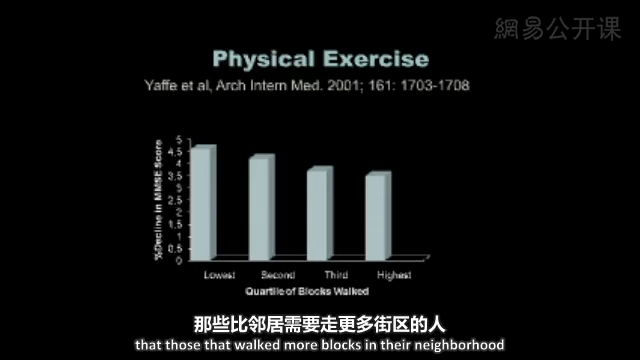 網易公开课
Physical Exercise
Yaffe et al, Arch Intern Med. 2001; 161: 1703-1708
%Decline in MMSE Score
5
4.5
4
3.5
3
2.5
2
1.5
1
0.5
0
Lowest Second Third Highest
Quartile of Blocks Walked
那些比邻居需要走更多街区的人
that those that walked more blocks in their neighborhood